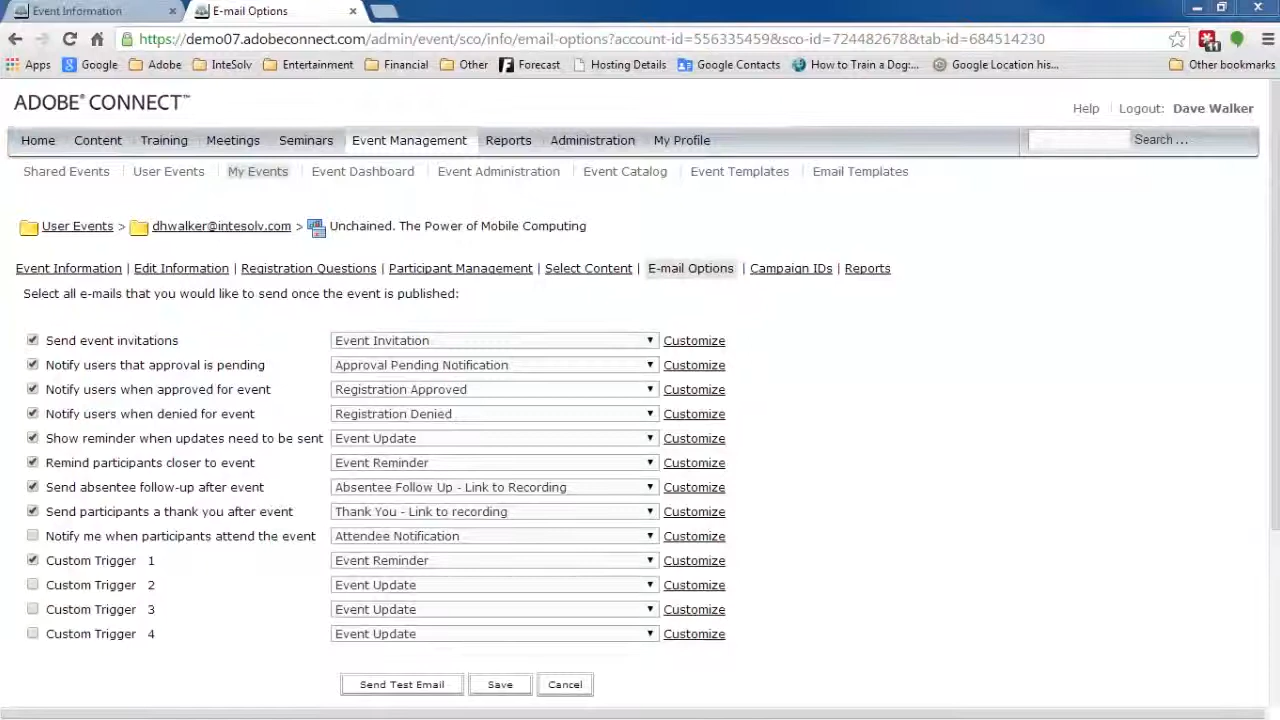 Event Information
E-mail Options
https://demo07.adobeconnect.com/admin/event/sco/info/email-options?account-id=556335459&sco-id=724482678&tab-id=684514230
11
Apps Google Adobe InteSolv Entertainment Financial Other Forecast Hosting Details Google Contacts How to Train a Dog:... Google Location his... Other bookmarks
ADOBE® CONNECT™
Help Logout: Dave Walker
Home Content Training Meetings Seminars Event Management Reports Administration My Profile Search ...
Shared Events User Events My Events Event Dashboard Event Administration Event Catalog Event Templates Email Templates
User Events > dhwalker@intesolv.com > Unchained. The Power of Mobile Computing
Event Information | Edit Information | Registration Questions | Participant Management | Select Content | E-mail Options | Campaign IDs | Reports
Select all e-mails that you would like to send once the event is published:
Send event invitations Event Invitation Customize
Notify users that approval is pending Approval Pending Notification Customize
Notify users when approved for event Registration Approved Customize
Notify users when denied for event Registration Denied Customize
Show reminder when updates need to be sent Event Update Customize
Remind participants closer to event Event Reminder Customize
Send absentee follow-up after event Absentee Follow Up - Link to Recording Customize
Send participants a thank you after event Thank You - Link to recording Customize
Notify me when participants attend the event Attendee Notification Customize
Custom Trigger 1 Event Reminder Customize
Custom Trigger 2 Event Update Customize
Custom Trigger 3 Event Update Customize
Custom Trigger 4 Event Update Customize
Send Test Email Save Cancel